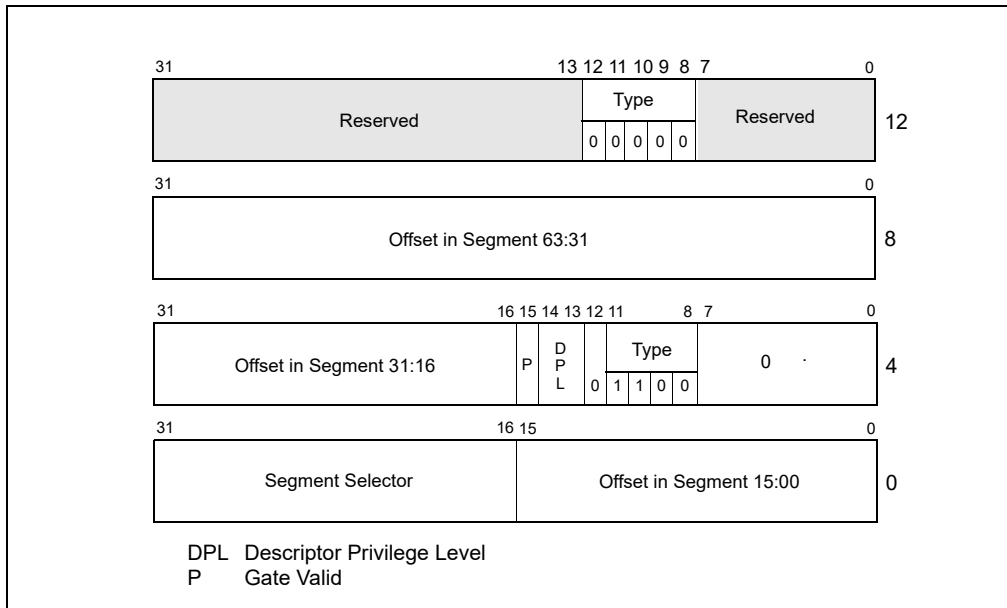 31 13 12 11 10 9 8 7 0
Type
Reserved Reserved 12
0 0 0 0 0
31 0
Offset in Segment 63:31 8
31 16 15 14 13 12 11 8 7 0
Offset in Segment 31:16 P DPL Type 0 . 4
0 1 1 0 0
31 16 15 0
Segment Selector Offset in Segment 15:00 0
DPL Descriptor Privilege Level
P Gate Valid